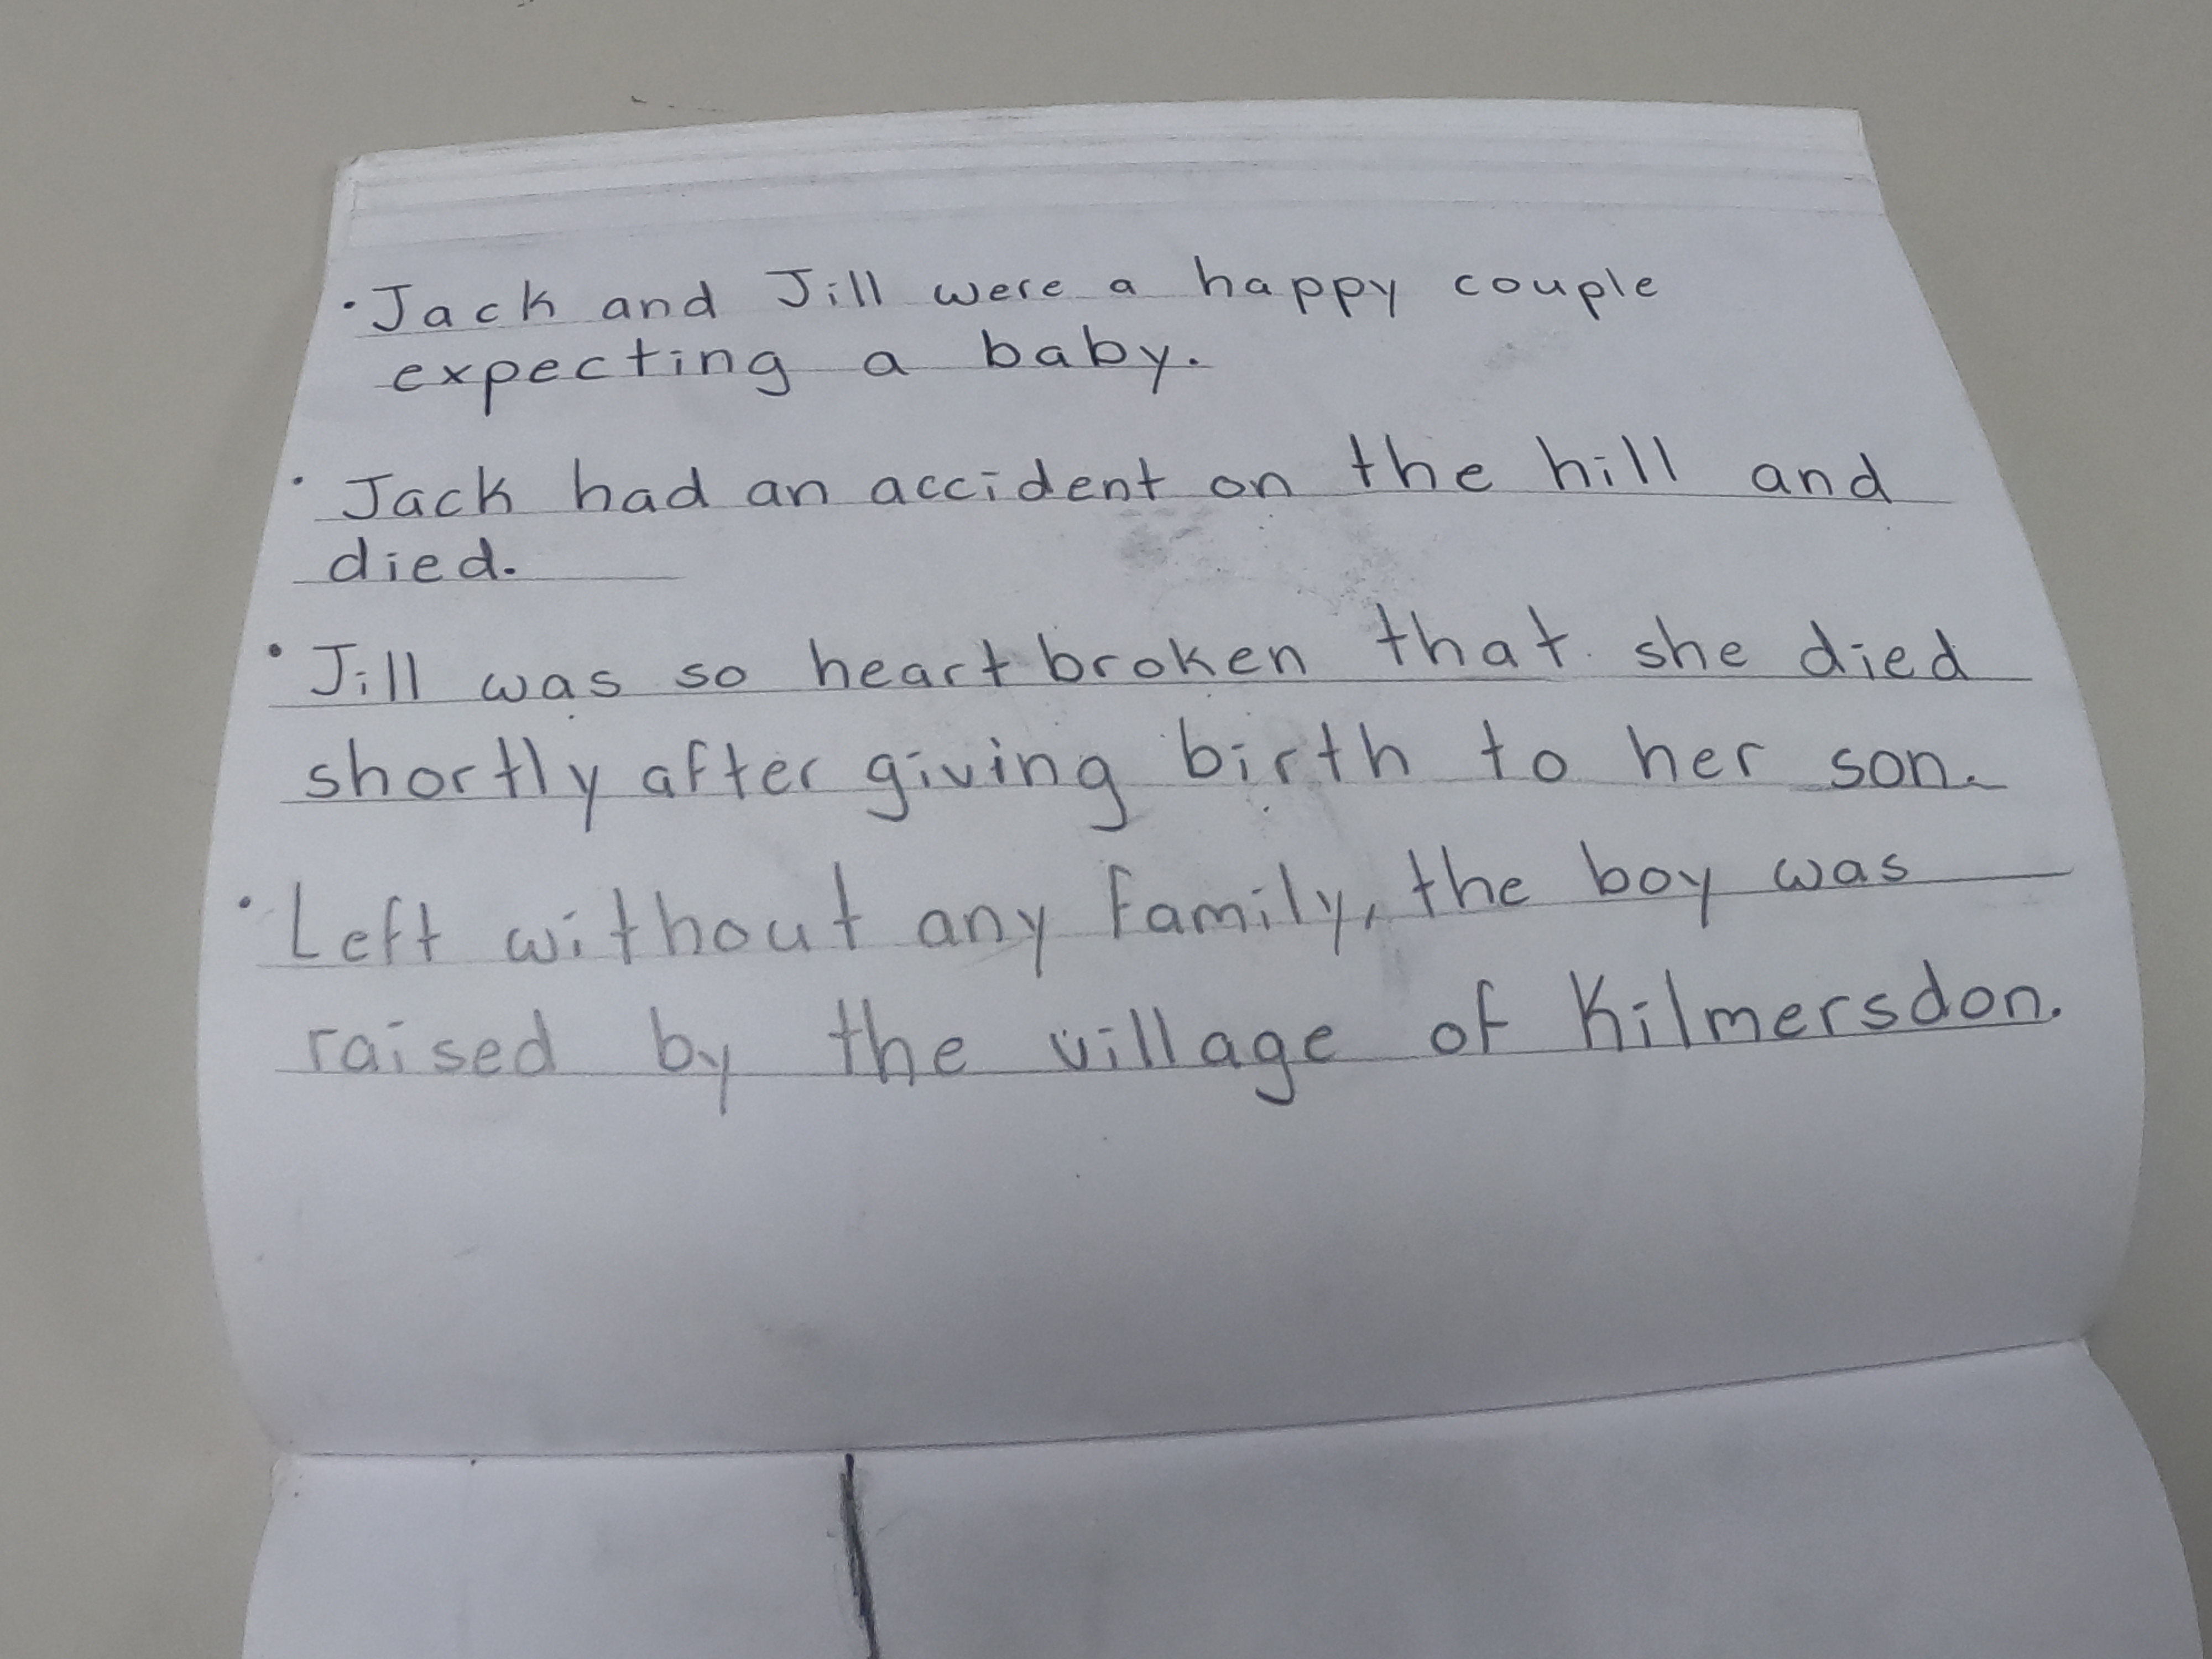 • Jack and Jill were a happy couple
expecting a baby.
• Jack had an accident on the hill and
died.
• Jill was so heart broken that she died
shortly after giving birth to her son.
• Left without any family, the boy was
raised by the village of Kilmersdon.